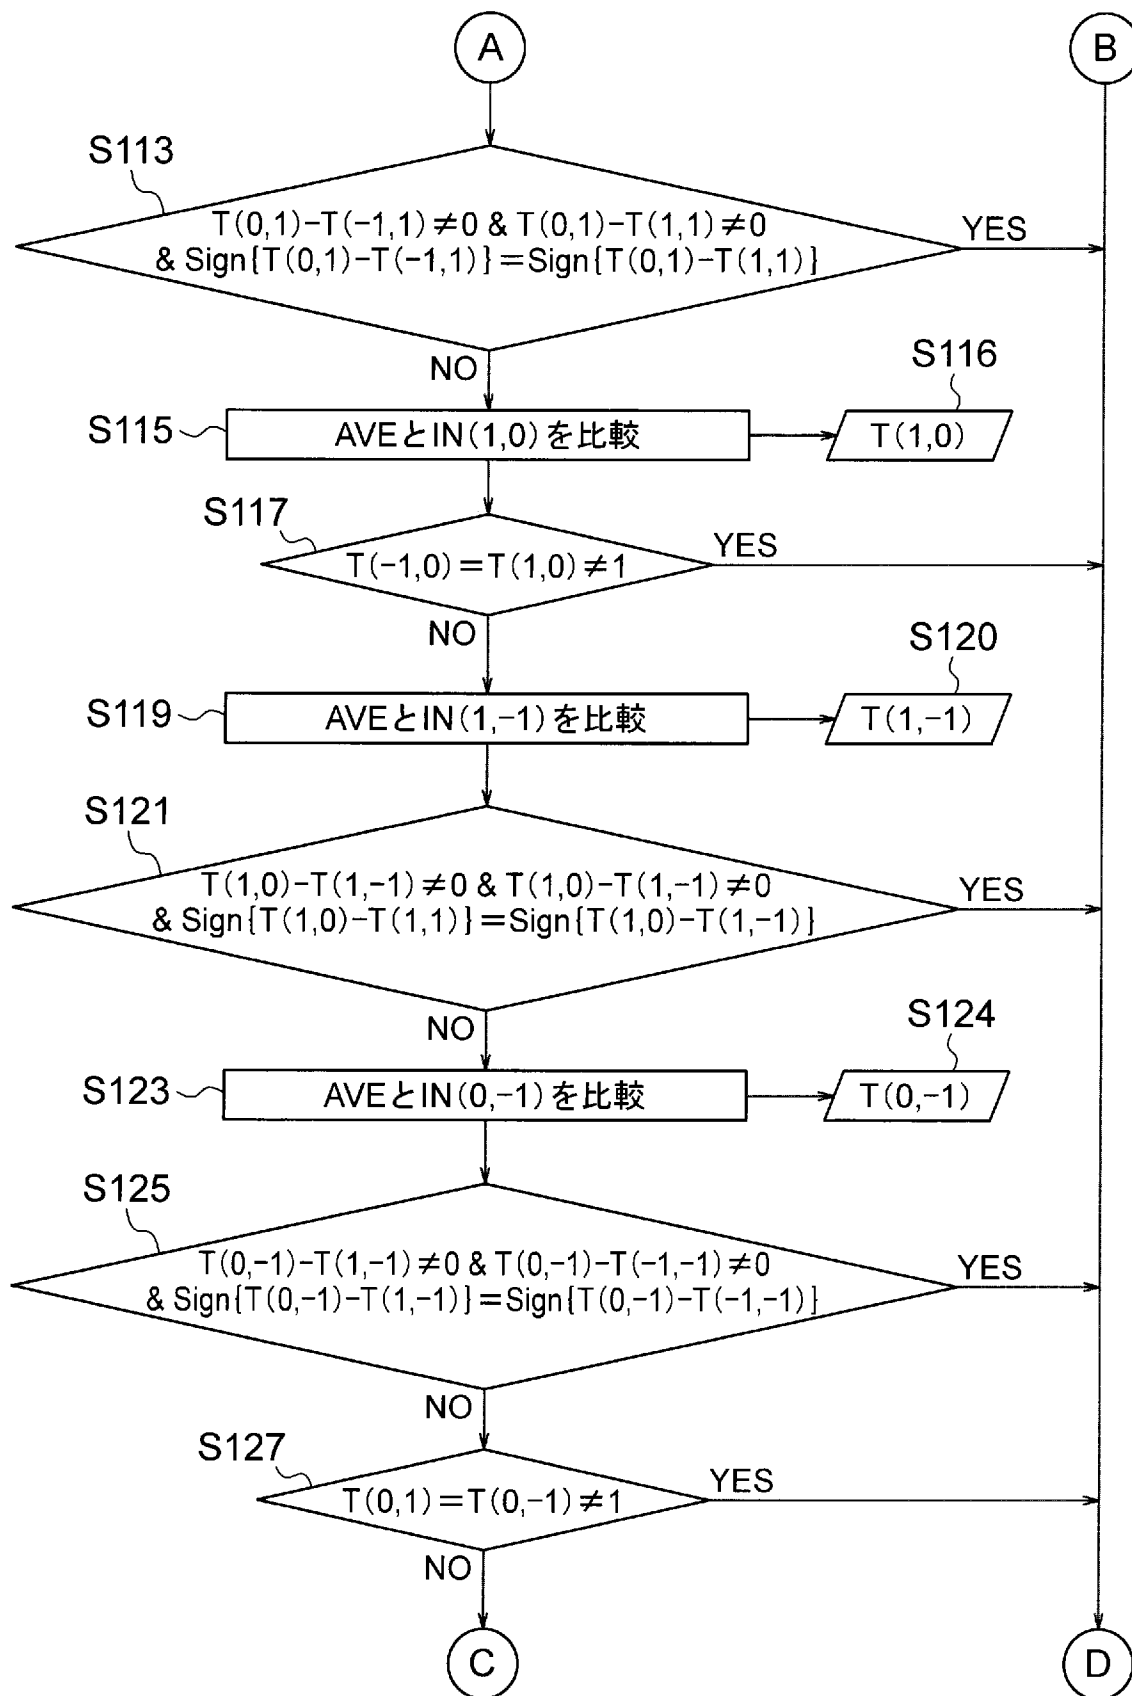 A
B
S113
T(0,1)−T(−1,1)≠0 & T(0,1)−T(1,1)≠0
& Sign{T(0,1)−T(−1,1)}=Sign{T(0,1)−T(1,1)}
YES
NO
S116
S115
AVEとIN(1,0)を比較
T(1,0)
S117
T(−1,0)=T(1,0)≠1
YES
NO
S120
S119
AVEとIN(1,−1)を比較
T(1,−1)
S121
T(1,0)−T(1,−1)≠0 & T(1,0)−T(1,−1)≠0
& Sign{T(1,0)−T(1,1)}=Sign{T(1,0)−T(1,−1)}
YES
NO
S124
S123
AVEとIN(0,−1)を比較
T(0,−1)
S125
T(0,−1)−T(1,−1)≠0 & T(0,−1)−T(−1,−1)≠0
& Sign{T(0,−1)−T(1,−1)}=Sign{T(0,−1)−T(−1,−1)}
YES
NO
S127
T(0,1)=T(0,−1)≠1
YES
NO
C
D